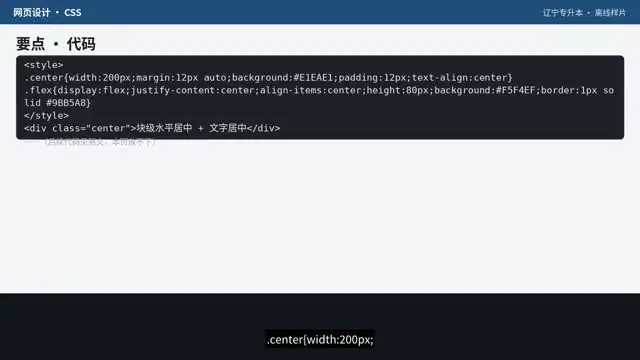 网页设计 • CSS
辽宁专升本 • 离线样片
要点 • 代码
<style>
.center{width:200px;margin:12px auto;background:#E1EAE1;padding:12px;text-align:center}
.flex{display:flex;justify-content:center;align-items:center;height:80px;background:#F5F4EF;border:1px so
lid #9BB5A8}
</style>
<div class="center">块级水平居中 + 文字居中</div>
.center{width:200px;